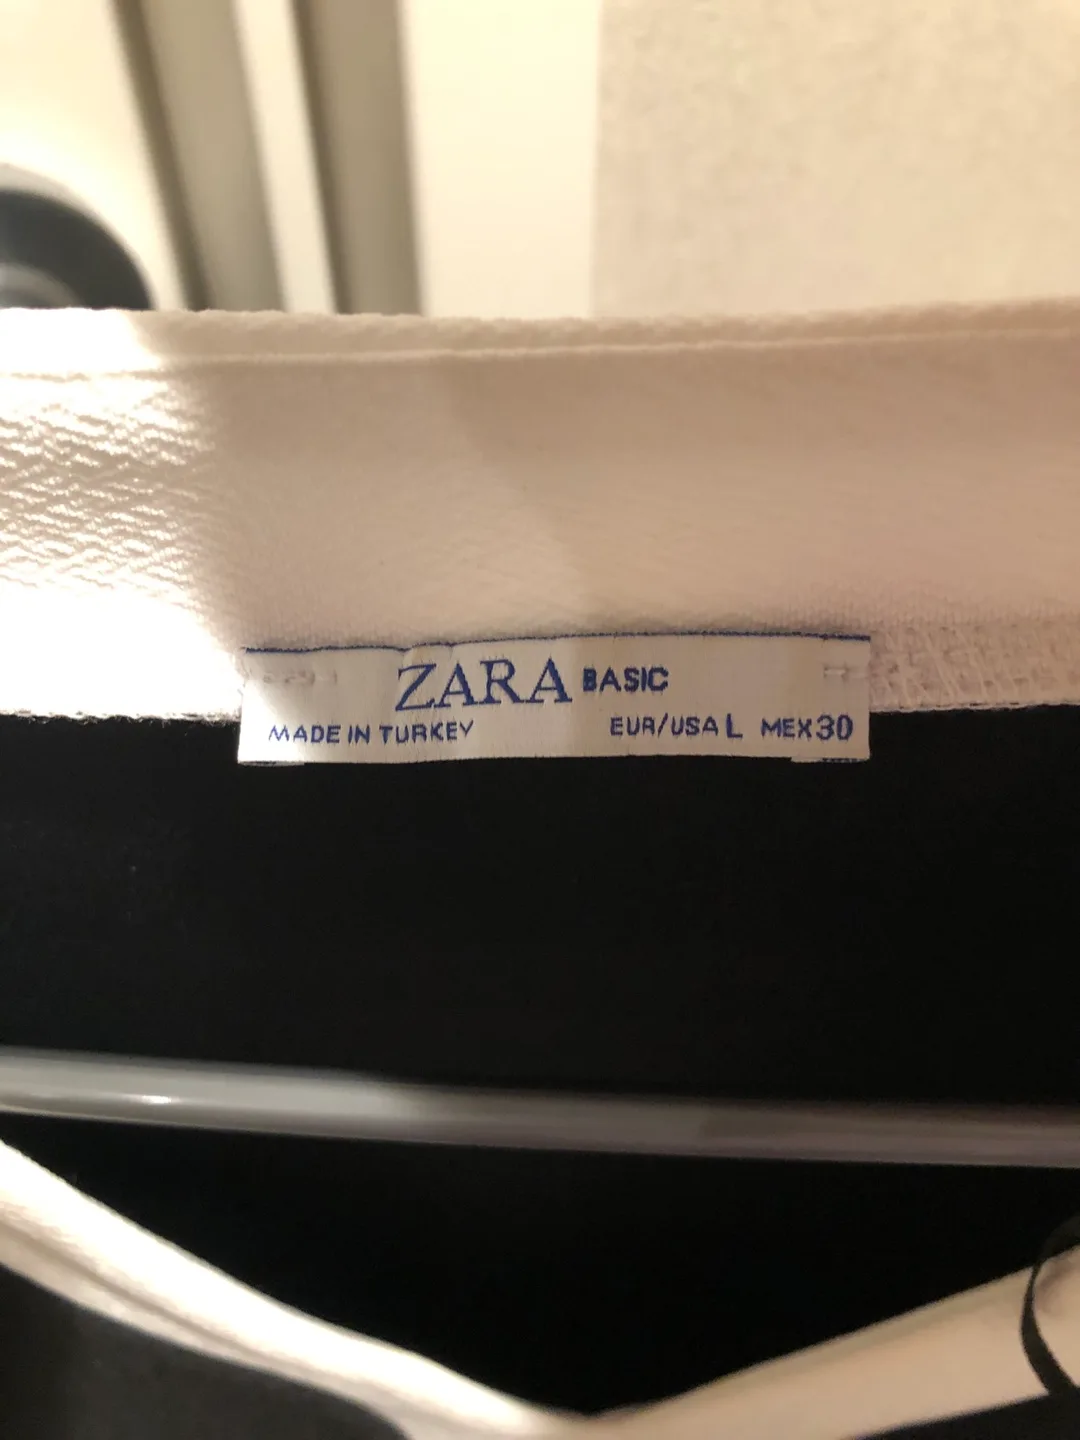 ZARA BASIC
MADE IN TURKEY EUR/USA L MEX 30